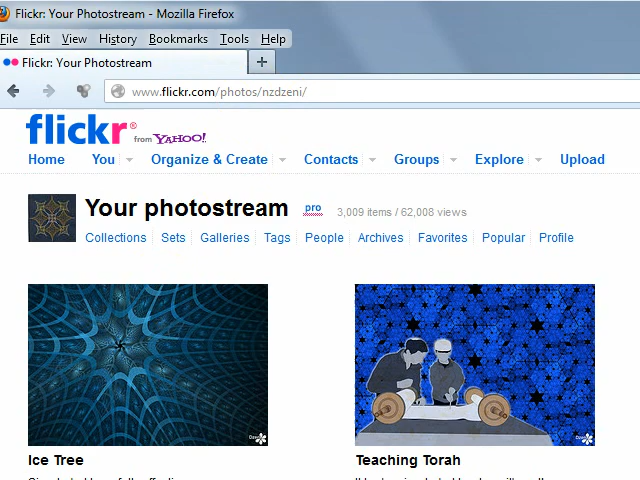 Flickr: Your Photostream - Mozilla Firefox
File Edit View History Bookmarks Tools Help
Flickr: Your Photostream +
www.flickr.com/photos/nzdzeni/
flickr® from YAHOO!
Home You Organize & Create Contacts Groups Explore Upload
Your photostream pro 3,009 items / 62,008 views
Collections Sets Galleries Tags People Archives Favorites Popular Profile
Ice Tree Teaching Torah